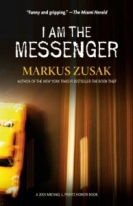 "Funny and gripping." —The Miami Herald
I AM THE
MESSENGER
MARKUS ZUSAK
AUTHOR OF THE NEW YORK TIMES BESTSELLER THE BOOK THIEF
A 2006 MICHAEL L. PRINTZ HONOR BOOK